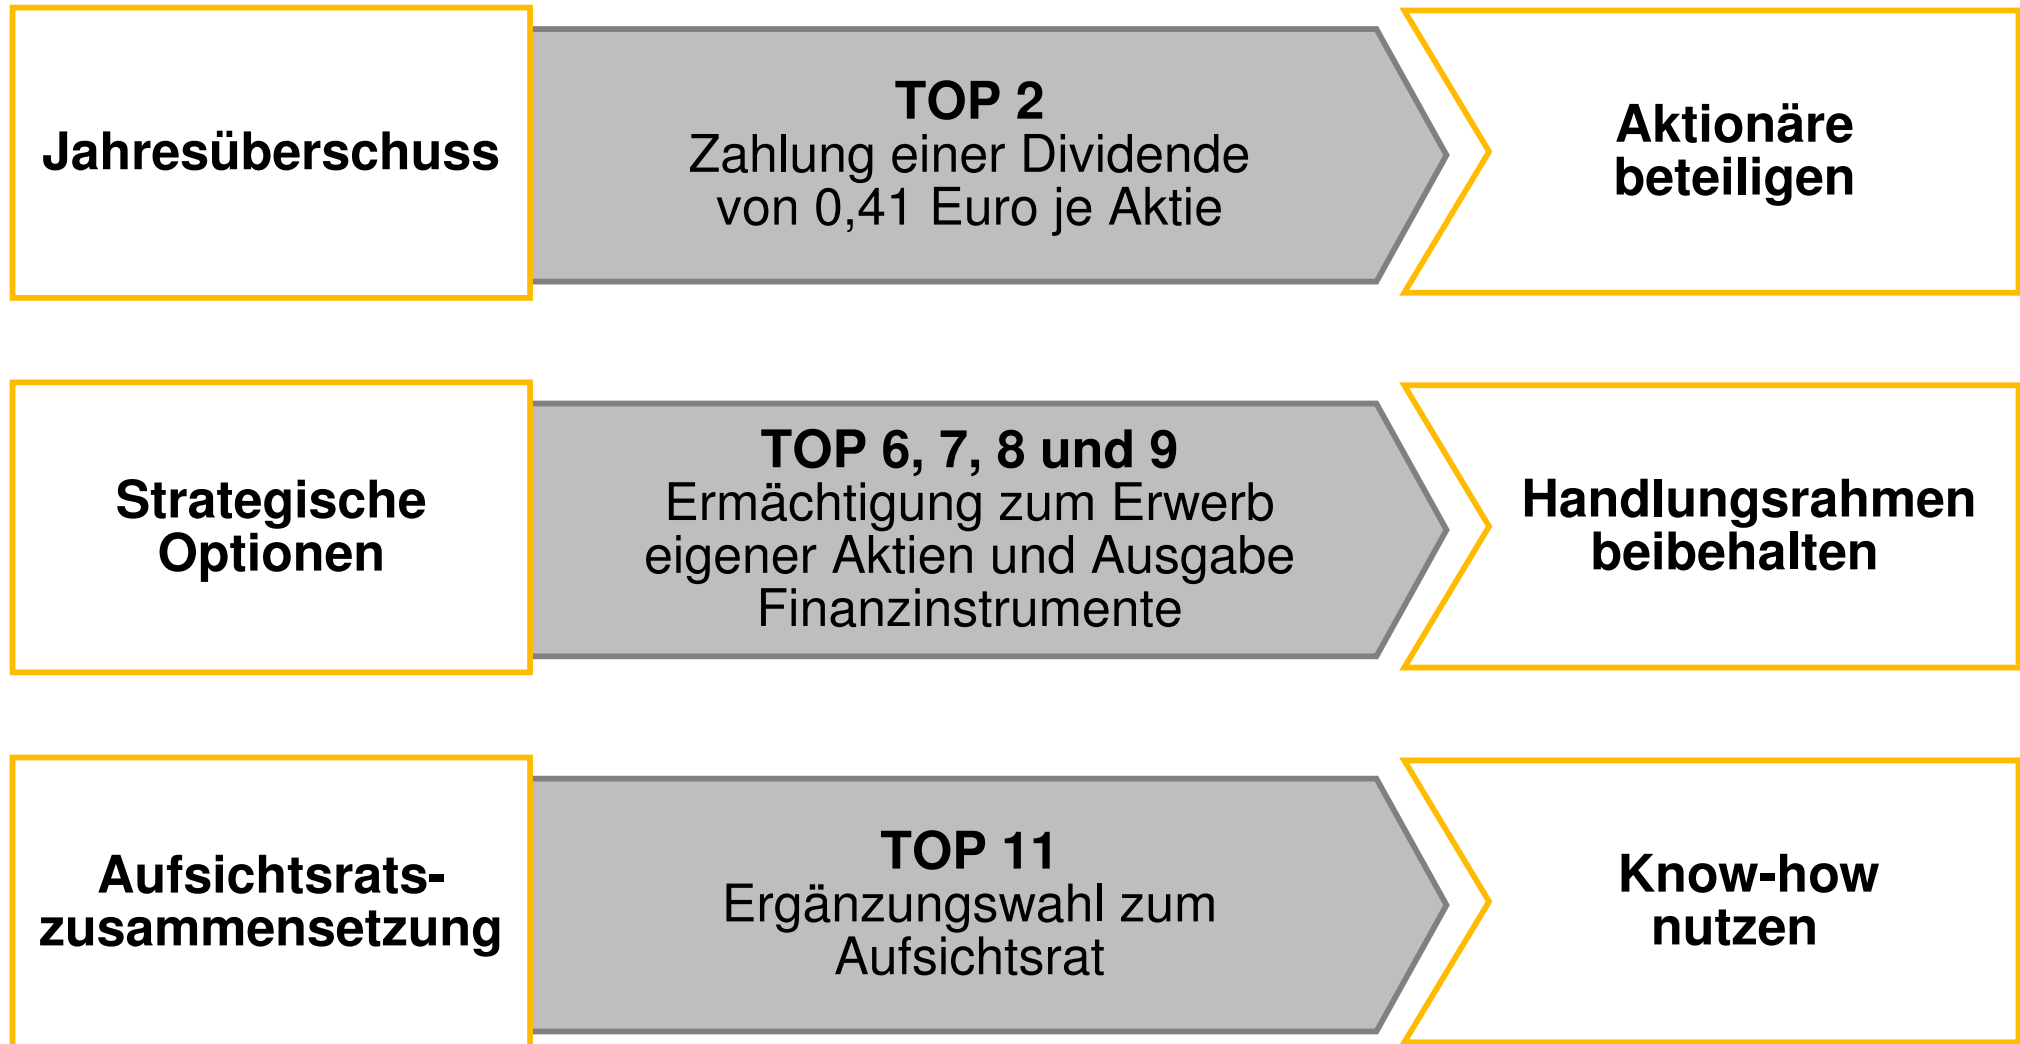 Jahresüberschuss
TOP 2
Zahlung einer Dividende
von 0,41 Euro je Aktie
Aktionäre
beteiligen
Strategische
Optionen
TOP 6, 7, 8 und 9
Ermächtigung zum Erwerb
eigener Aktien und Ausgabe
Finanzinstrumente
Handlungsrahmen
beibehalten
Aufsichtsrats-
zusammensetzung
TOP 11
Ergänzungswahl zum
Aufsichtsrat
Know-how
nutzen